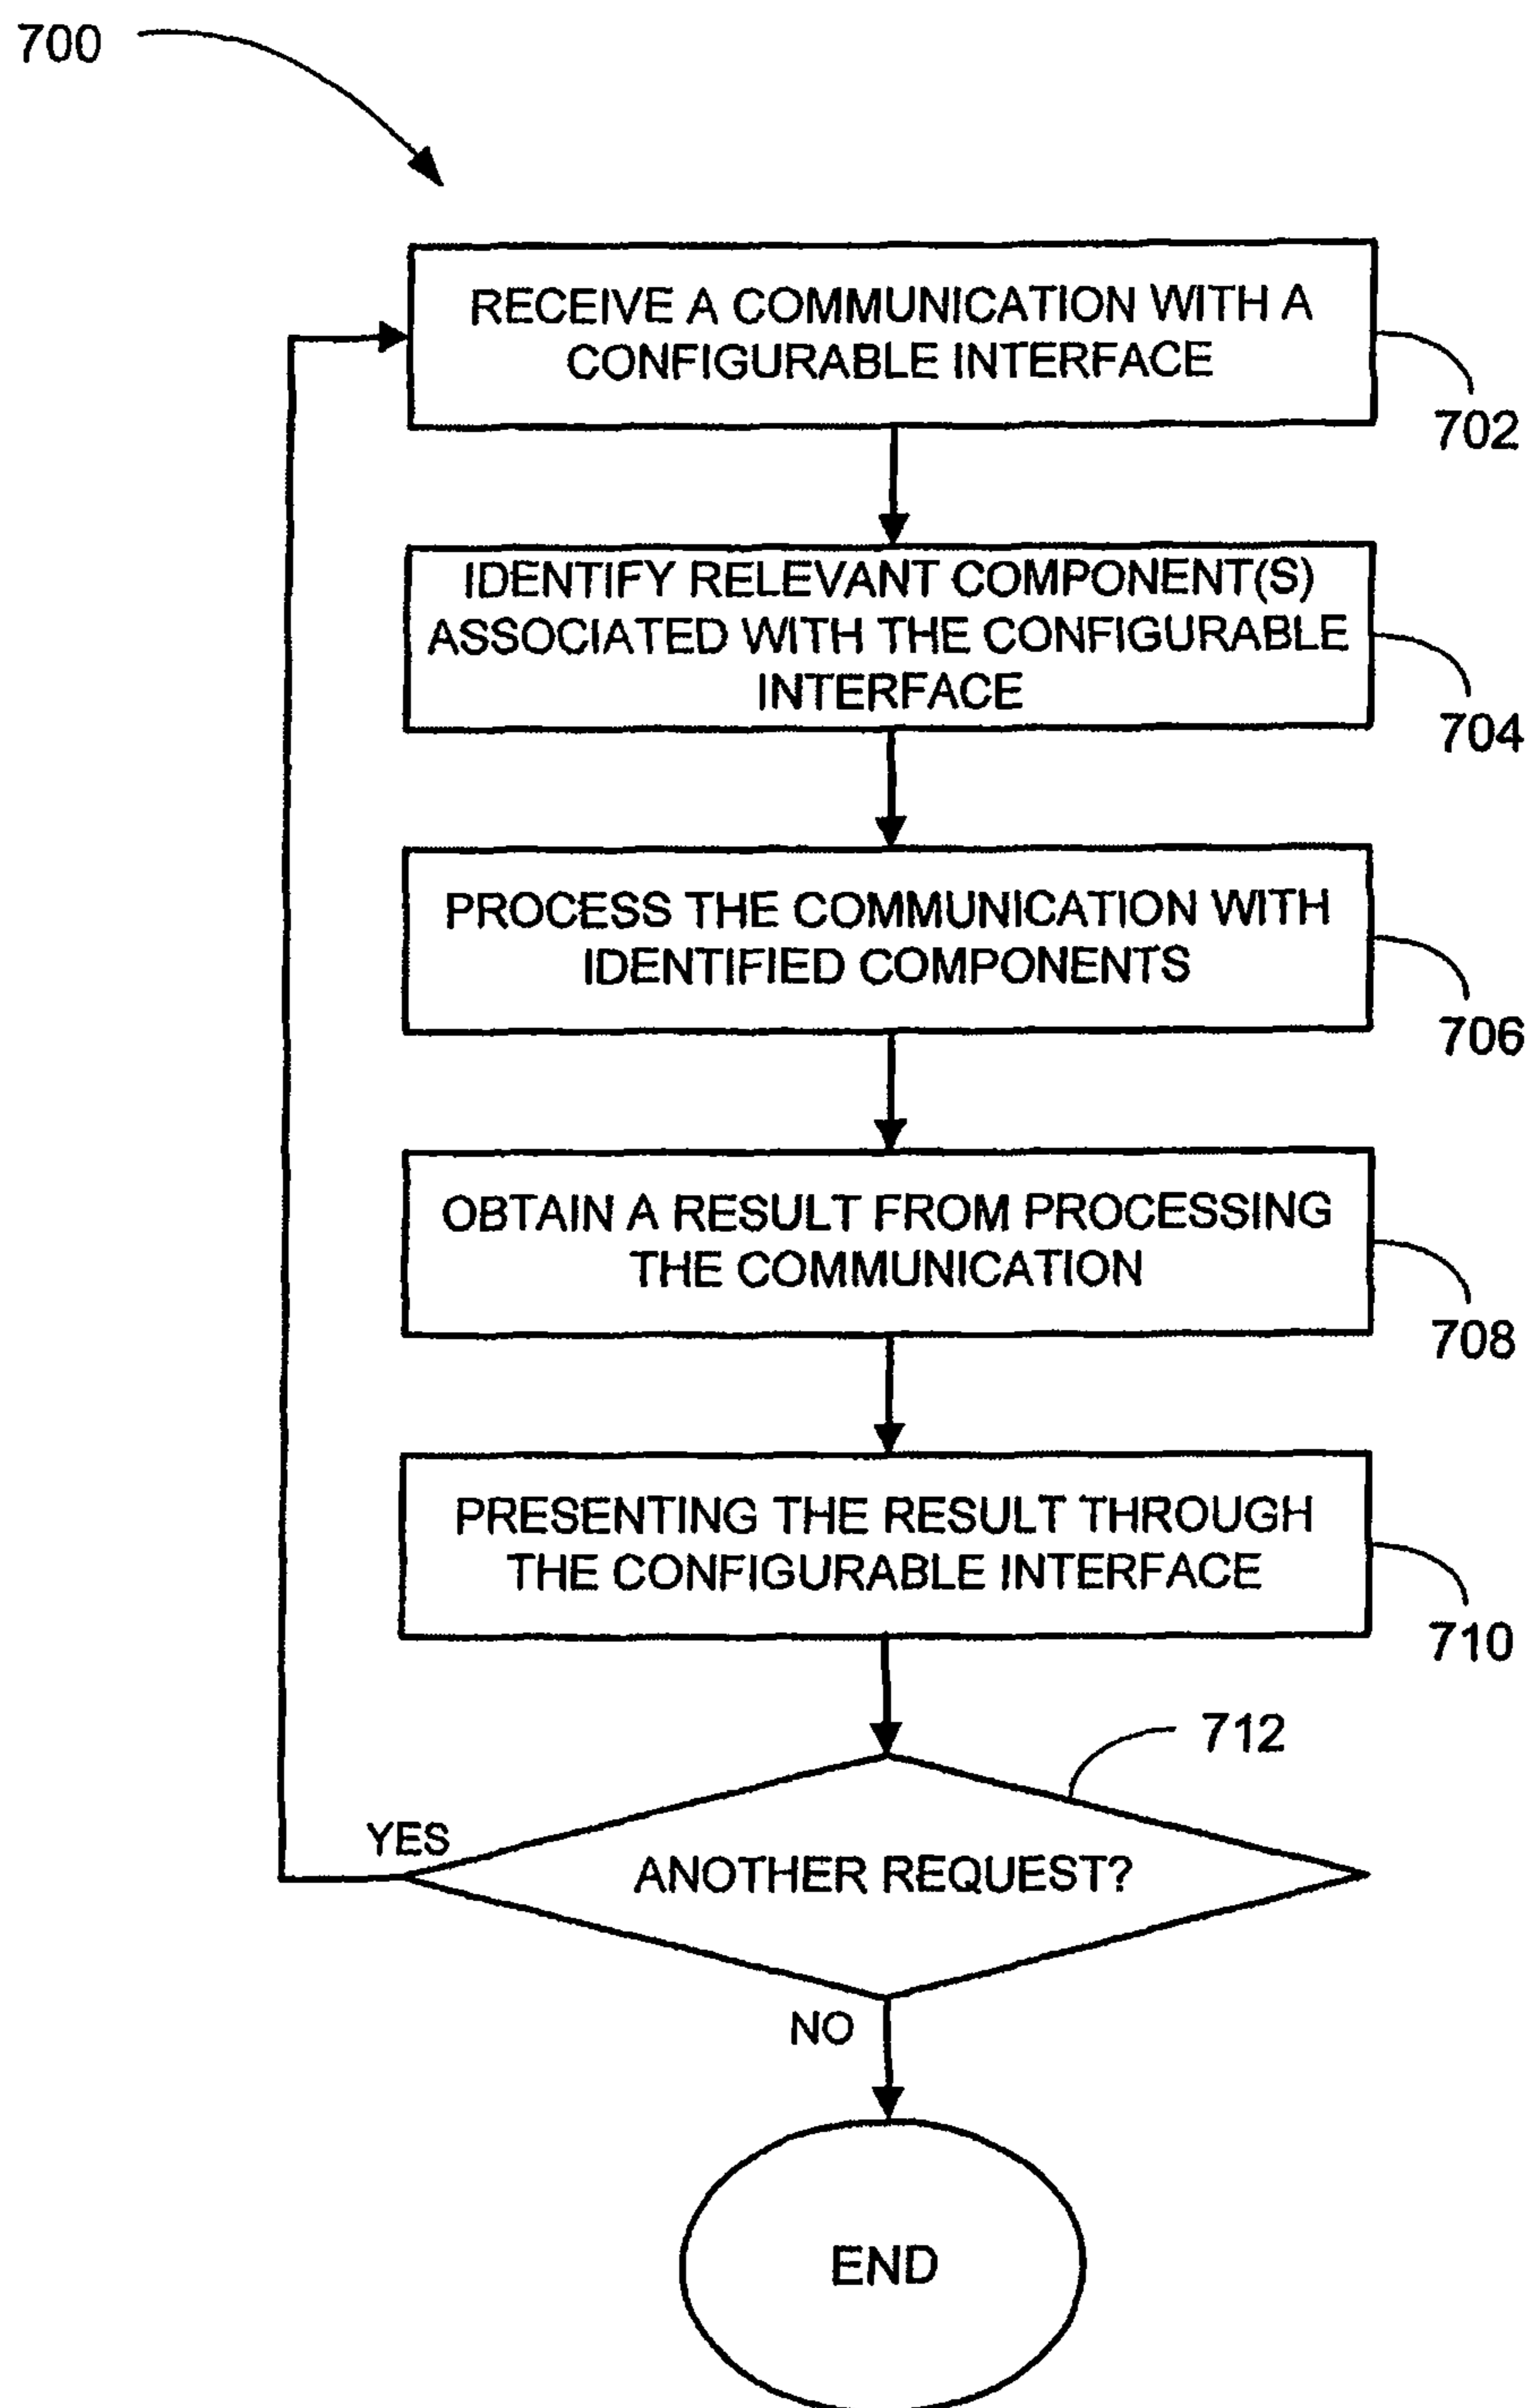 700
RECEIVE A COMMUNICATION WITH A
CONFIGURABLE INTERFACE
702
IDENTIFY RELEVANT COMPONENT(S)
ASSOCIATED WITH THE CONFIGURABLE
INTERFACE
704
PROCESS THE COMMUNICATION WITH
IDENTIFIED COMPONENTS
706
OBTAIN A RESULT FROM PROCESSING
THE COMMUNICATION
708
PRESENTING THE RESULT THROUGH
THE CONFIGURABLE INTERFACE
710
712
YES
ANOTHER REQUEST?
NO
END